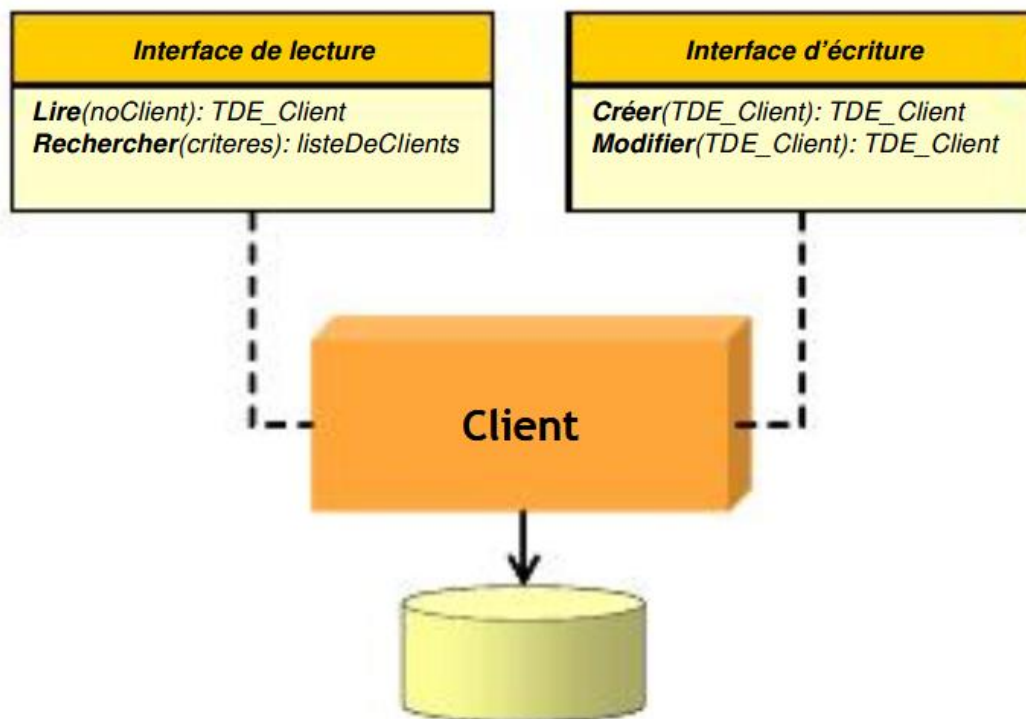 Interface de lecture
Lire(noClient): TDE_Client
Rechercher(criteres): listeDeClients
Interface d'écriture
Créer(TDE_Client): TDE_Client
Modifier(TDE_Client): TDE_Client
Client